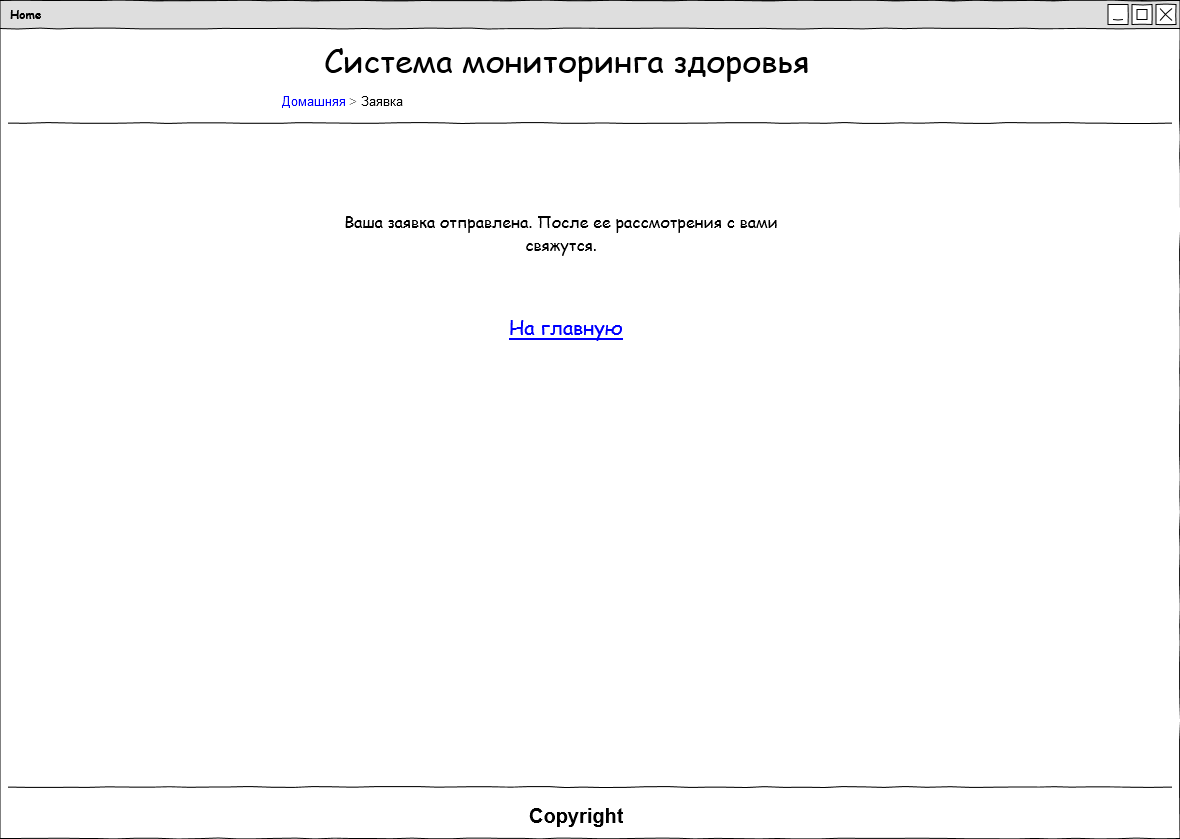 Home
Система мониторинга здоровья
Домашняя > Заявка
Ваша заявка отправлена. После ее рассмотрения с вами
свяжутся.
На главную
Copyright